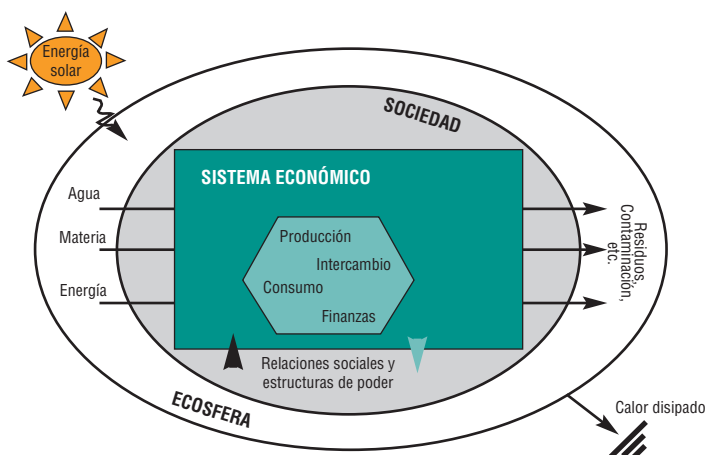 Energía
solar
SOCIEDAD
SISTEMA ECONÓMICO
Agua
Materia
Energía
Producción
Intercambio
Consumo
Finanzas
Residuos,
Contaminación,
etc.
Relaciones sociales y
estructuras de poder
ECOSFERA
Calor disipado